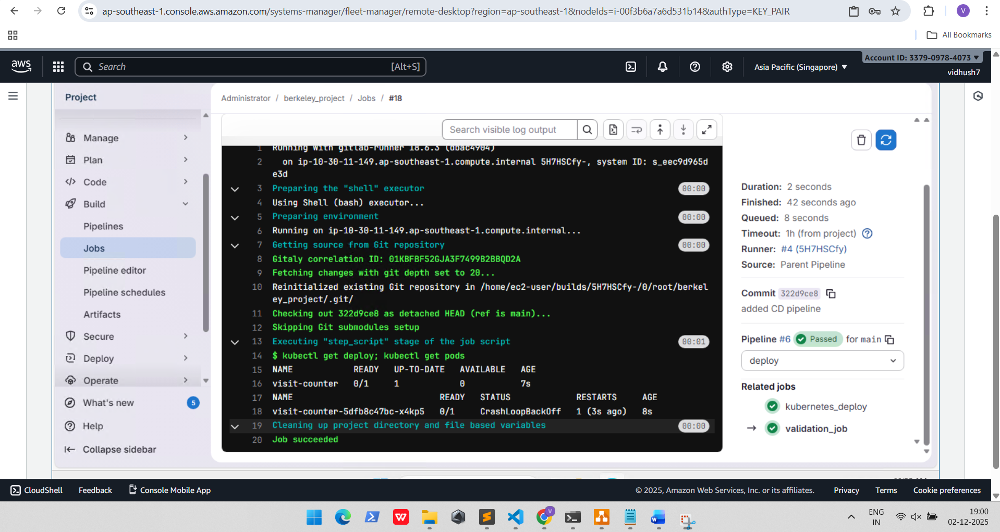 ap-southeast-1.console.aws.amazon.com/systems-manager/fleet-manager/remote-desktop?region=ap-southeast-1&nodeIds=i-00f3b6a7a6d531b14&authType=KEY_PAIR
V
All Bookmarks
aws
Search
[Alt+S]
Asia Pacific (Singapore)
Account ID: 3379-0978-4073
vidhush7
Project
Manage
Plan
Code
Build
Pipelines
Jobs
Pipeline editor
Pipeline schedules
Artifacts
Secure
Deploy
Operate
What's new 5
Help
Collapse sidebar
Administrator / berkeley_project / Jobs / #18
Search visible log output
1 Running with gitlab-runner 18.6.3 (dbac4904)
2 on ip-10-30-11-149.ap-southeast-1.compute.internal 5H7HSCfy-, system ID: s_eec9d965d
e3d
3 Preparing the "shell" executor 00:00
4 Using Shell (bash) executor...
5 Preparing environment 00:00
6 Running on ip-10-30-11-149.ap-southeast-1.compute.internal...
7 Getting source from Git repository 00:00
8 Gitaly correlation ID: 01KBFBF52GJA3F7499B2BBQD2A
9 Fetching changes with git depth set to 20...
10 Reinitialized existing Git repository in /home/ec2-user/builds/5H7HSCfy-/0/root/berkel
ey_project/.git/
11 Checking out 322d9ce8 as detached HEAD (ref is main)...
12 Skipping Git submodules setup
13 Executing "step_script" stage of the job script 00:01
14 $ kubectl get deploy; kubectl get pods
15 NAME READY UP-TO-DATE AVAILABLE AGE
16 visit-counter 0/1 1 0 7s
17 NAME READY STATUS RESTARTS AGE
18 visit-counter-5dfb8c47bc-x4kp5 0/1 CrashLoopBackOff 1 (3s ago) 8s
19 Cleaning up project directory and file based variables 00:00
20 Job succeeded
Duration: 2 seconds
Finished: 42 seconds ago
Queued: 8 seconds
Timeout: 1h (from project)
Runner: #4 (5H7HSCfy)
Source: Parent Pipeline
Commit 322d9ce8
added CD pipeline
Pipeline #6 Passed for main
deploy
Related jobs
kubernetes_deploy
→ validation_job
CloudShell
Feedback
Console Mobile App
© 2025, Amazon Web Services, Inc. or its affiliates.
Privacy
Terms
Cookie preferences
V
ENG
IN
19:00
02-12-2025